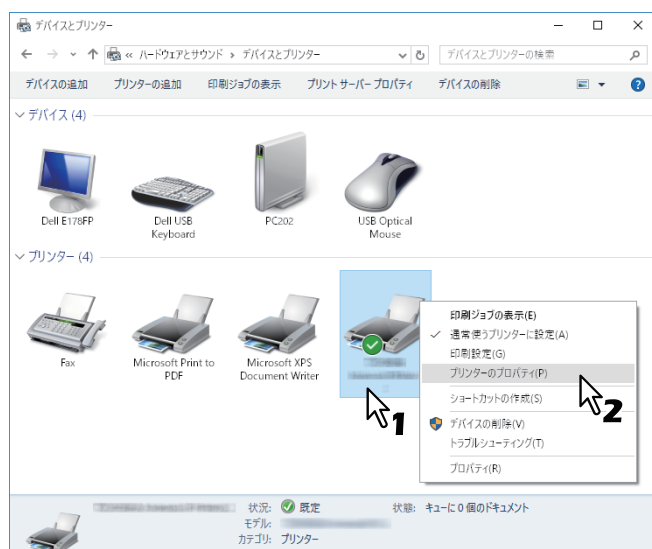 デバイスとプリンター
« ハードウェアとサウンド › デバイスとプリンター
デバイスとプリンターの検索
デバイスの追加 プリンターの追加 印刷ジョブの表示 プリント サーバー プロパティ デバイスの削除
デバイス (4)
Dell E178FP
Dell USB
Keyboard
PC202
USB Optical
Mouse
プリンター (4)
Fax
Microsoft Print to
PDF
Microsoft XPS
Document Writer
1
印刷ジョブの表示(E)
通常使うプリンターに設定(A)
印刷設定(G)
プリンターのプロパティ(P)
ショートカットの作成(S)
デバイスの削除(V)
トラブルシューティング(T)
プロパティ(R)
2
状況: 既定 状態: キューに 0 個のドキュメント
モデル:
カテゴリ: プリンター